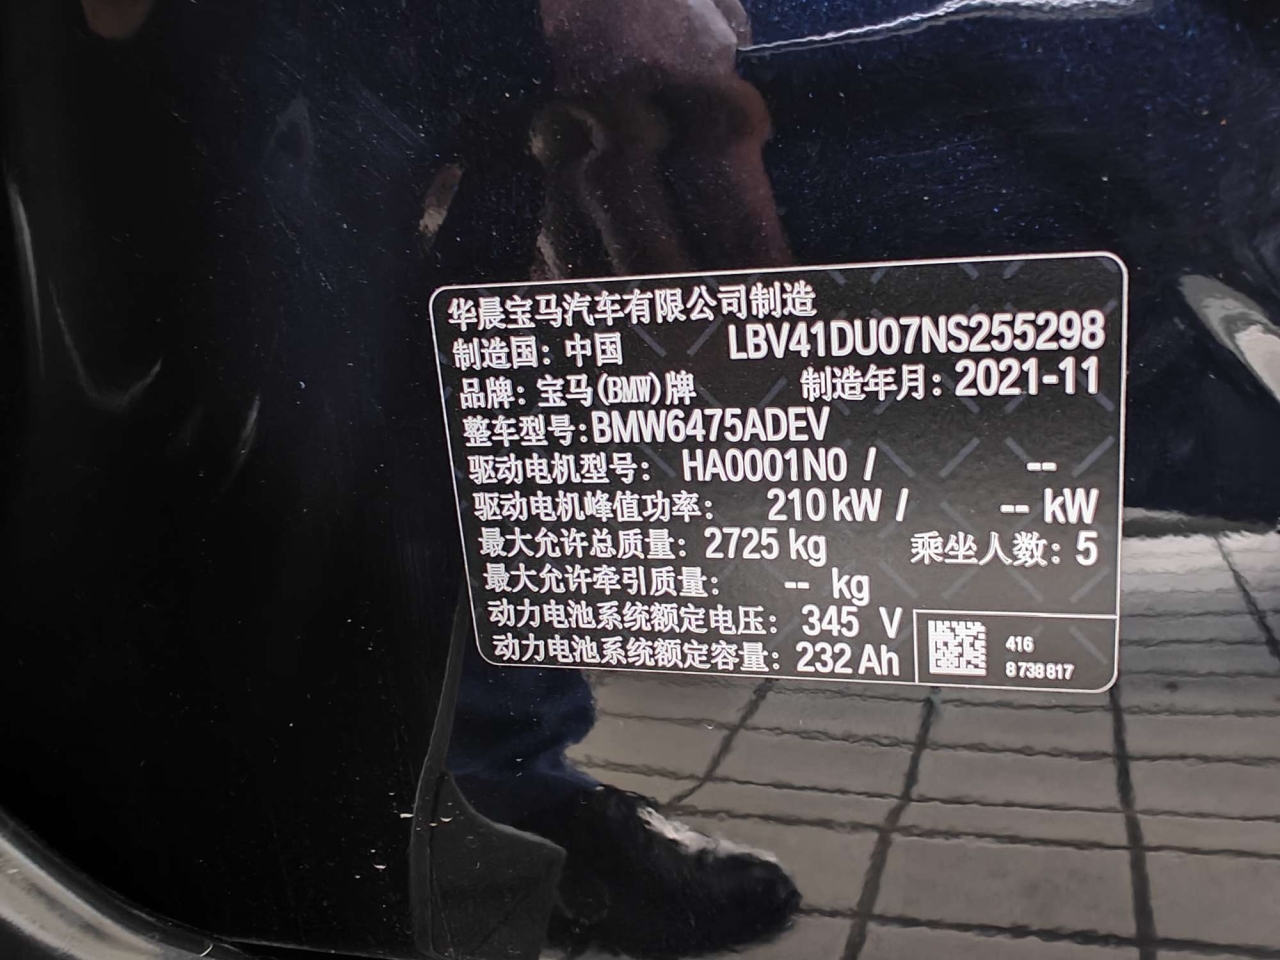 华晨宝马汽车有限公司制造
制造国：中国 LBV41DU07NS255298
品牌：宝马(BMW)牌 制造年月：2021-11
整车型号：BMW6475ADEV
驱动电机型号： HA0001N0 / --
驱动电机峰值功率： 210 kW / -- kW
最大允许总质量：2725 kg 乘坐人数：5
最大允许牵引质量： -- kg
动力电池系统额定电压： 345 V
动力电池系统额定容量：232 Ah
416
8 738 817